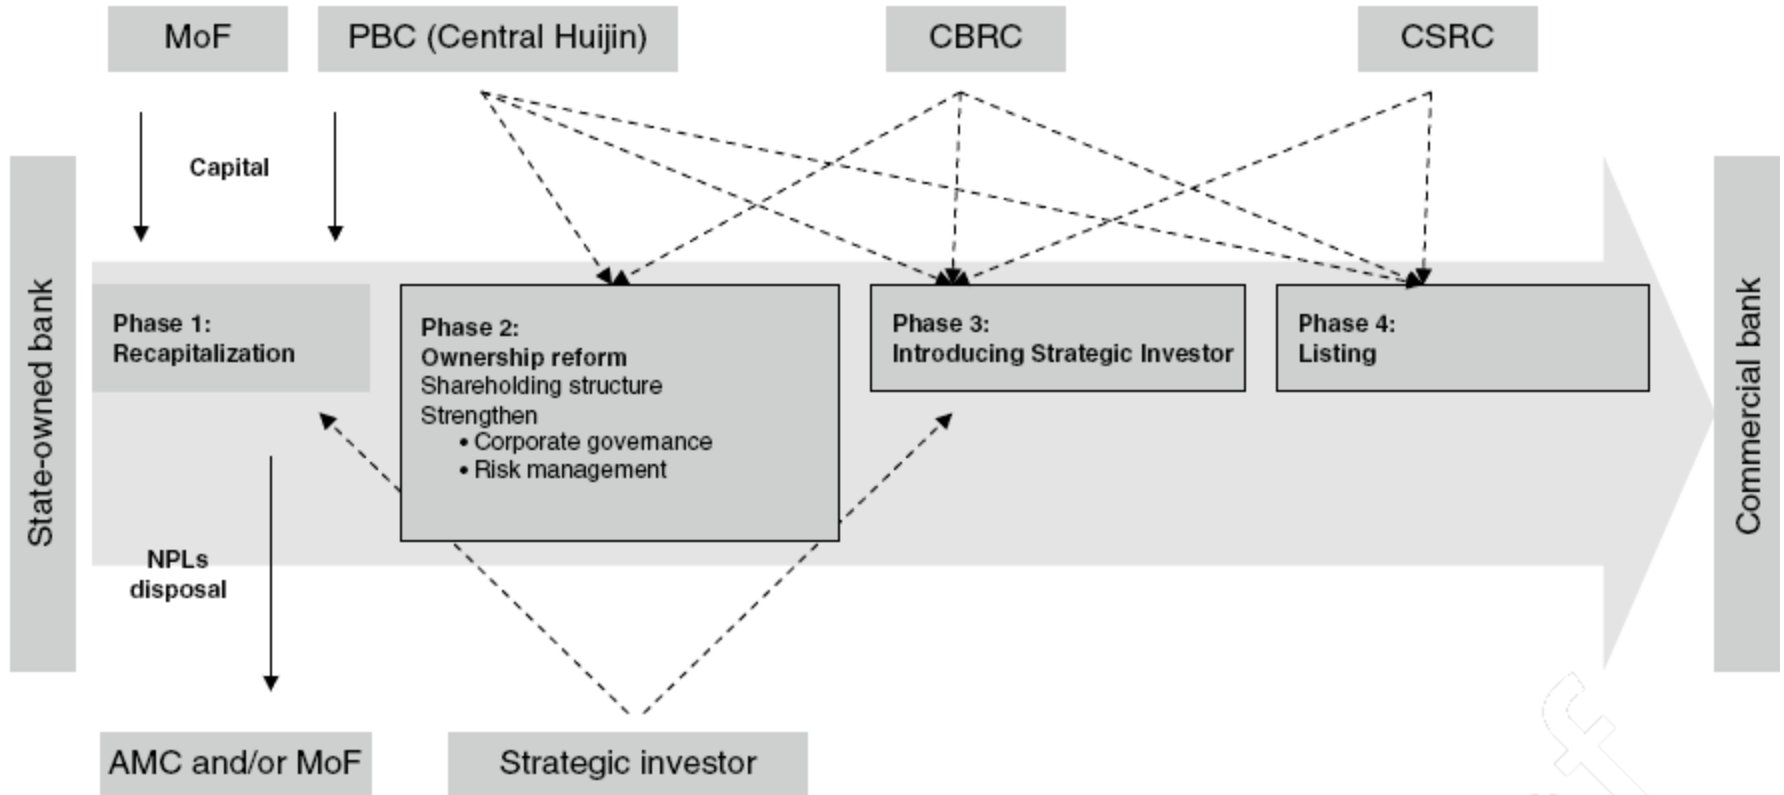 MoF
PBC (Central Huijin)
CBRC
CSRC
Capital
State-owned bank
Phase 1:
Recapitalization
Phase 2:
Ownership reform
Shareholding structure
Strengthen
• Corporate governance
• Risk management
Phase 3:
Introducing Strategic Investor
Phase 4:
Listing
Commercial bank
NPLs
disposal
AMC and/or MoF
Strategic investor